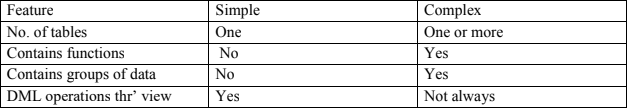 Feature Simple Complex
No. of tables One One or more
Contains functions No Yes
Contains groups of data No Yes
DML operations thr’ view Yes Not always